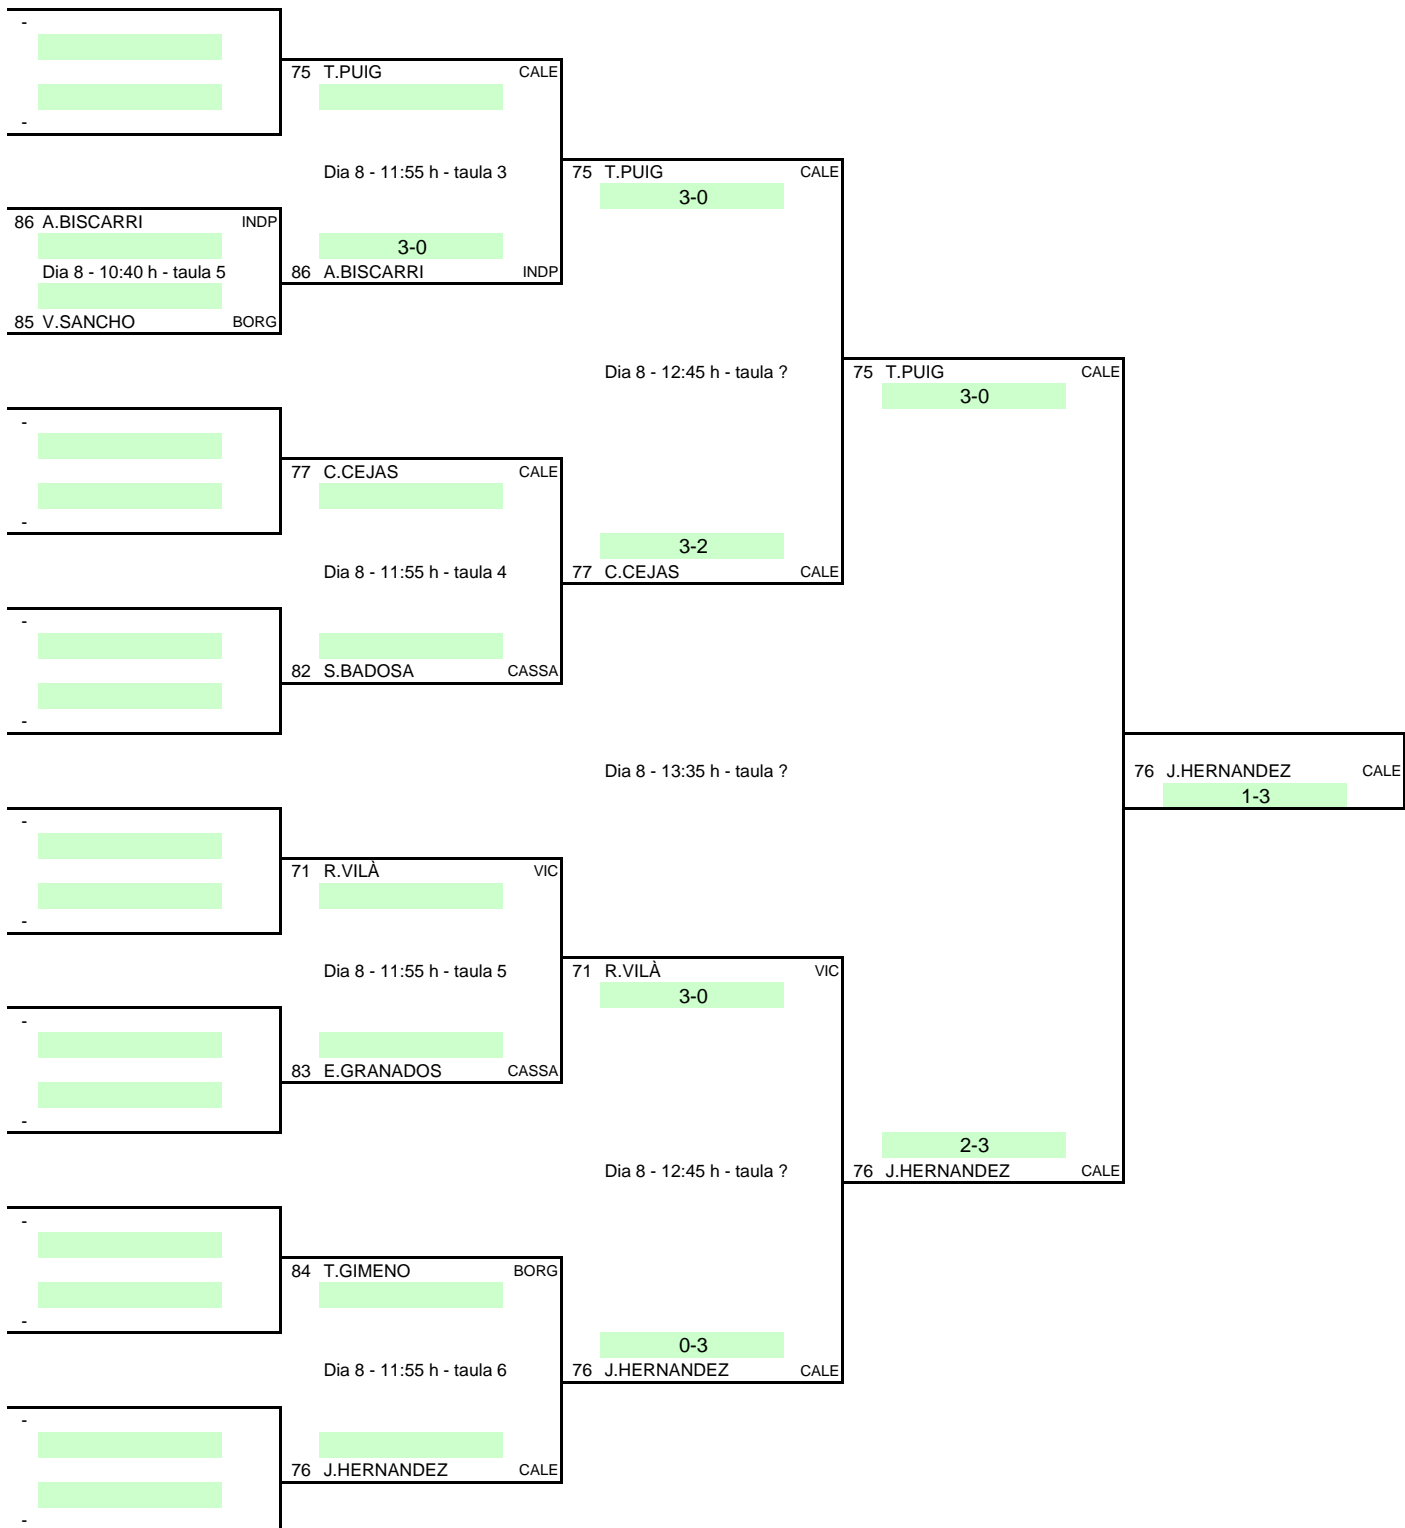 -
75 T.PUIG CALE
-
Dia 8 - 11:55 h - taula 3
75 T.PUIG CALE
3-0
86 A.BISCARRI INDP
3-0
Dia 8 - 10:40 h - taula 5
86 A.BISCARRI INDP
85 V.SANCHO BORG
Dia 8 - 12:45 h - taula ?
75 T.PUIG CALE
3-0
-
77 C.CEJAS CALE
-
3-2
Dia 8 - 11:55 h - taula 4
77 C.CEJAS CALE
-
82 S.BADOSA CASSA
-
Dia 8 - 13:35 h - taula ?
76 J.HERNANDEZ CALE
1-3
-
71 R.VILÀ VIC
-
Dia 8 - 11:55 h - taula 5
71 R.VILÀ VIC
3-0
-
83 E.GRANADOS CASSA
-
2-3
Dia 8 - 12:45 h - taula ?
76 J.HERNANDEZ CALE
-
84 T.GIMENO BORG
-
0-3
Dia 8 - 11:55 h - taula 6
76 J.HERNANDEZ CALE
-
76 J.HERNANDEZ CALE
-